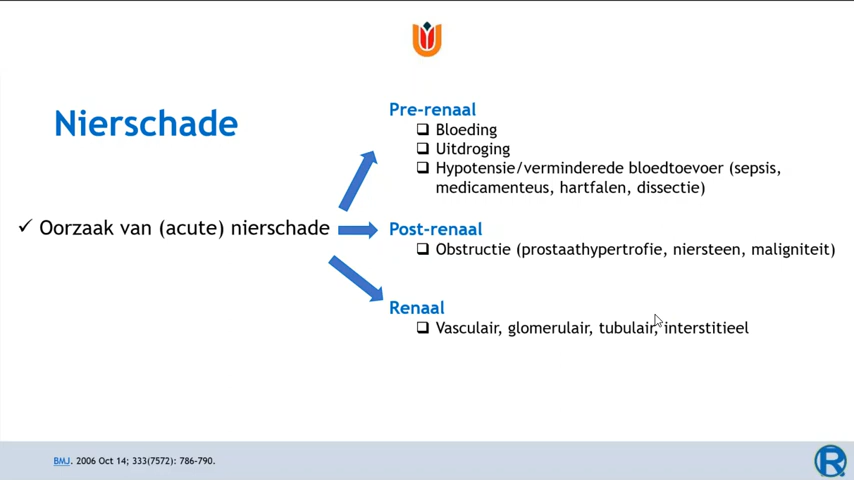 Nierschade
Pre-renaal
Bloeding
Uitdroging
Hypotensie/verminderede bloedtoevoer (sepsis,
medicamenteus, hartfalen, dissectie)
✓ Oorzaak van (acute) nierschade
Post-renaal
Obstructie (prostaathypertrofie, niersteen, maligniteit)
Renaal
Vasculair, glomerulair, tubulair, interstitieel
BMJ. 2006 Oct 14; 333(7572): 786-790.
R